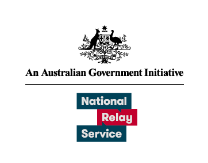 An Australian Government Initiative
National
Relay
Service